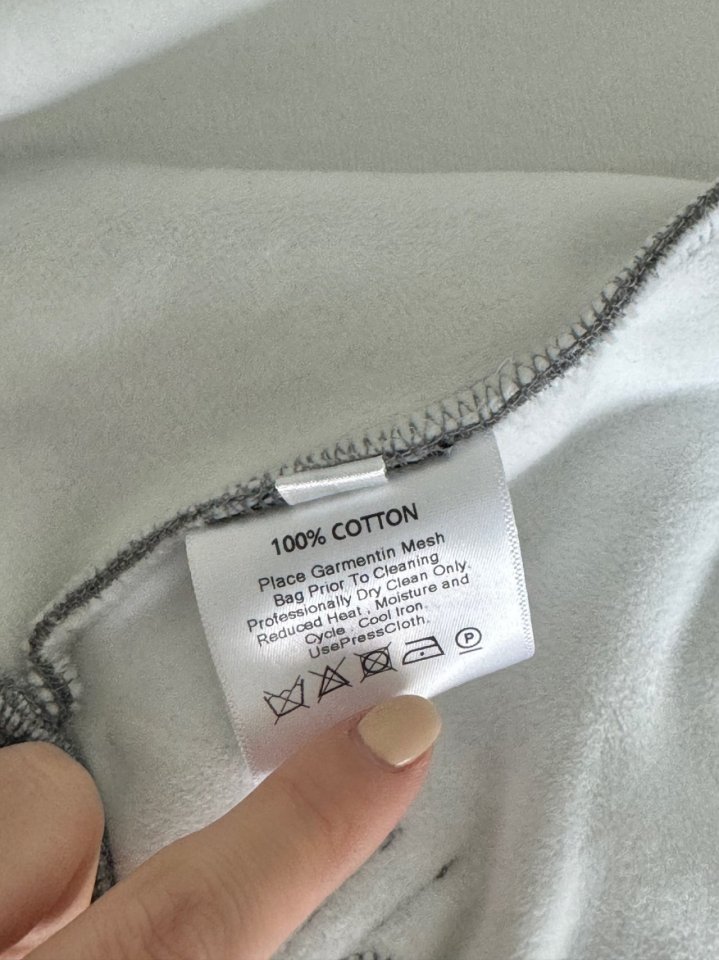 100% COTTON
Place Garmentin Mesh
Bag Prior To Cleaning
Professionally Dry Clean Only.
Reduced Heat , Moisture and
Cycle . Cool Iron.
UsePressCloth.
P